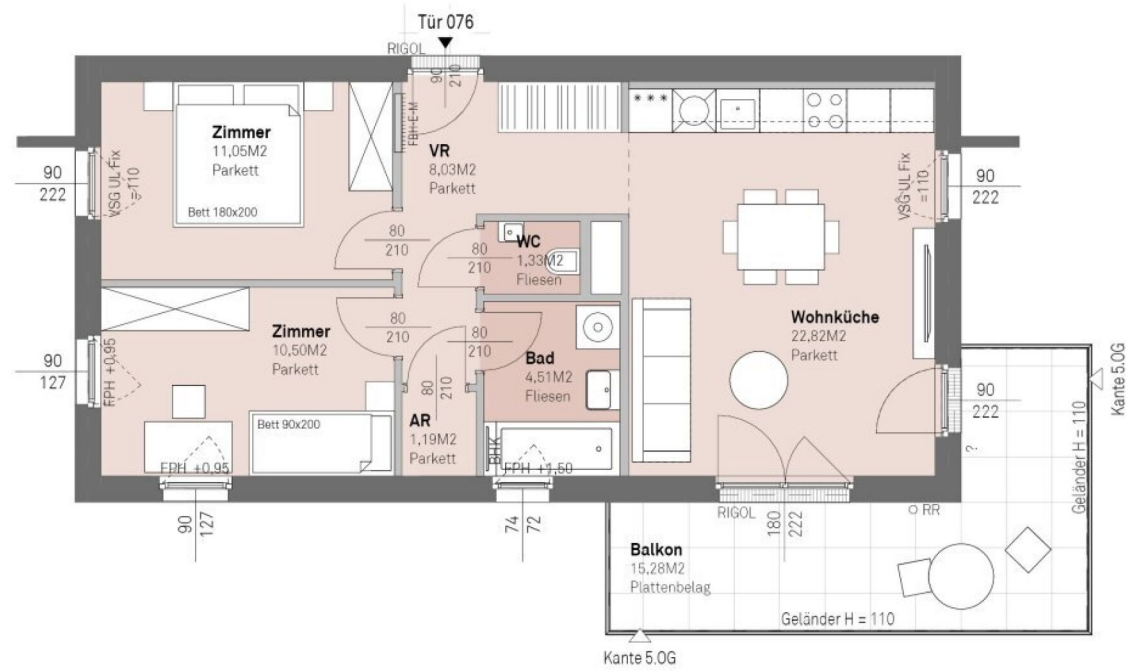 Tür 076
RIGOL
90
210
FBH-E-M
Zimmer
11,05M2
Parkett
Bett 180x200
VSG UL Fix
=110
90
222
VR
8,03M2
Parkett
***
VSG UL Fix
=110
90
222
80
210
80
210
WC
1,33M2
Fliesen
Zimmer
10,50M2
Parkett
80
210
80
210
Wohnküche
22,82M2
Parkett
90
127
FPH +0,95
Bad
4,51M2
Fliesen
80
210
90
222
Kante 5.OG
Bett 90x200
AR
1,19M2
Parkett
BHK
FPH +0,95
FPH +1,50
?
Geländer H = 110
90
127
74
72
RIGOL
180
222
RR
Balkon
15,28M2
Plattenbelag
Geländer H = 110
Kante 5.OG